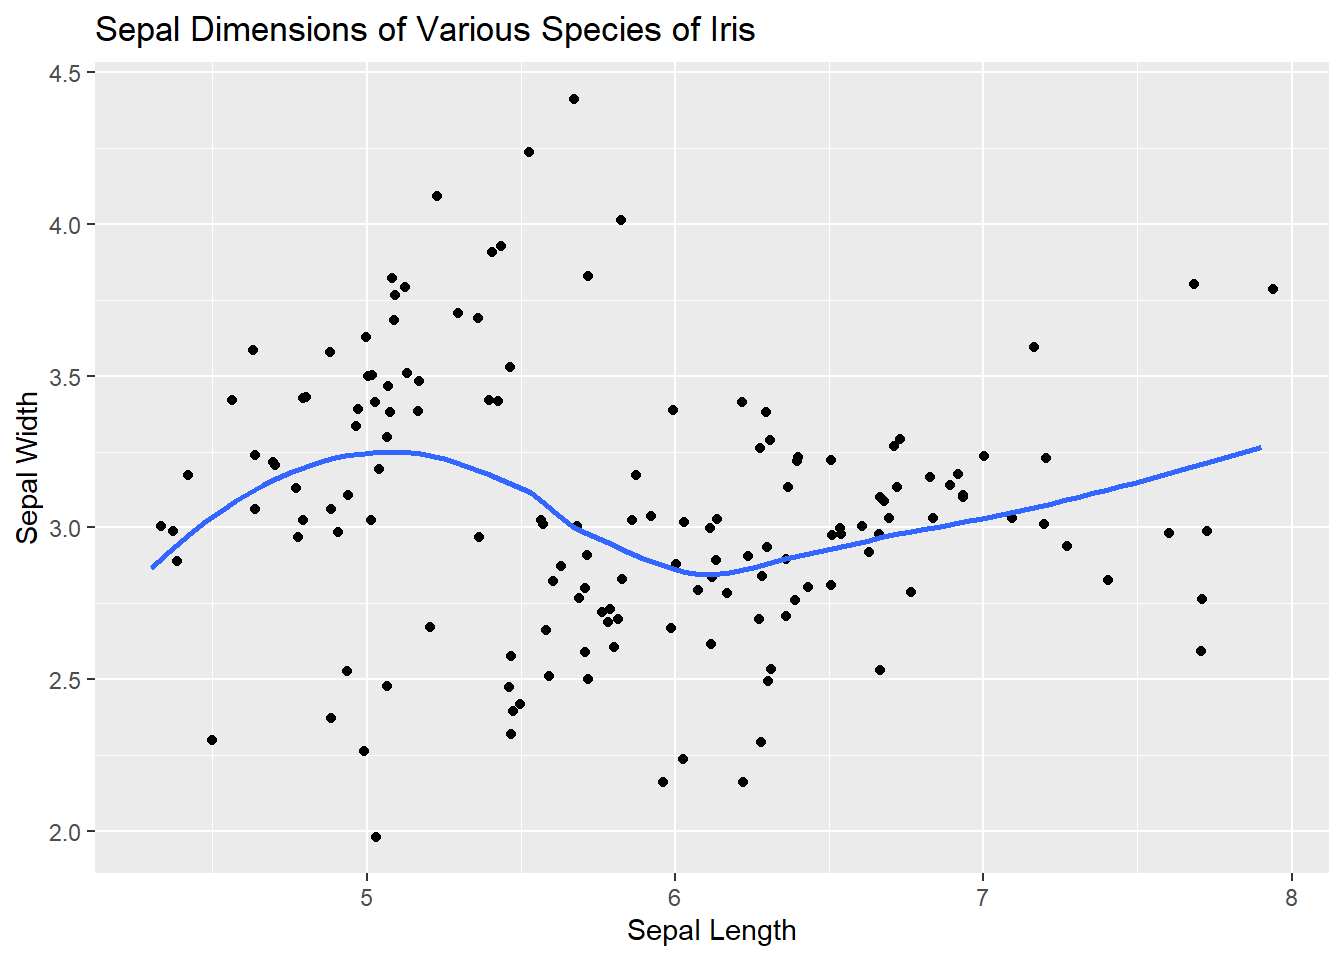 Sepal Dimensions of Various Species of Iris
4.5
4.0
3.5
3.0
2.5
2.0
Sepal Width
5 6 7 8
Sepal Length